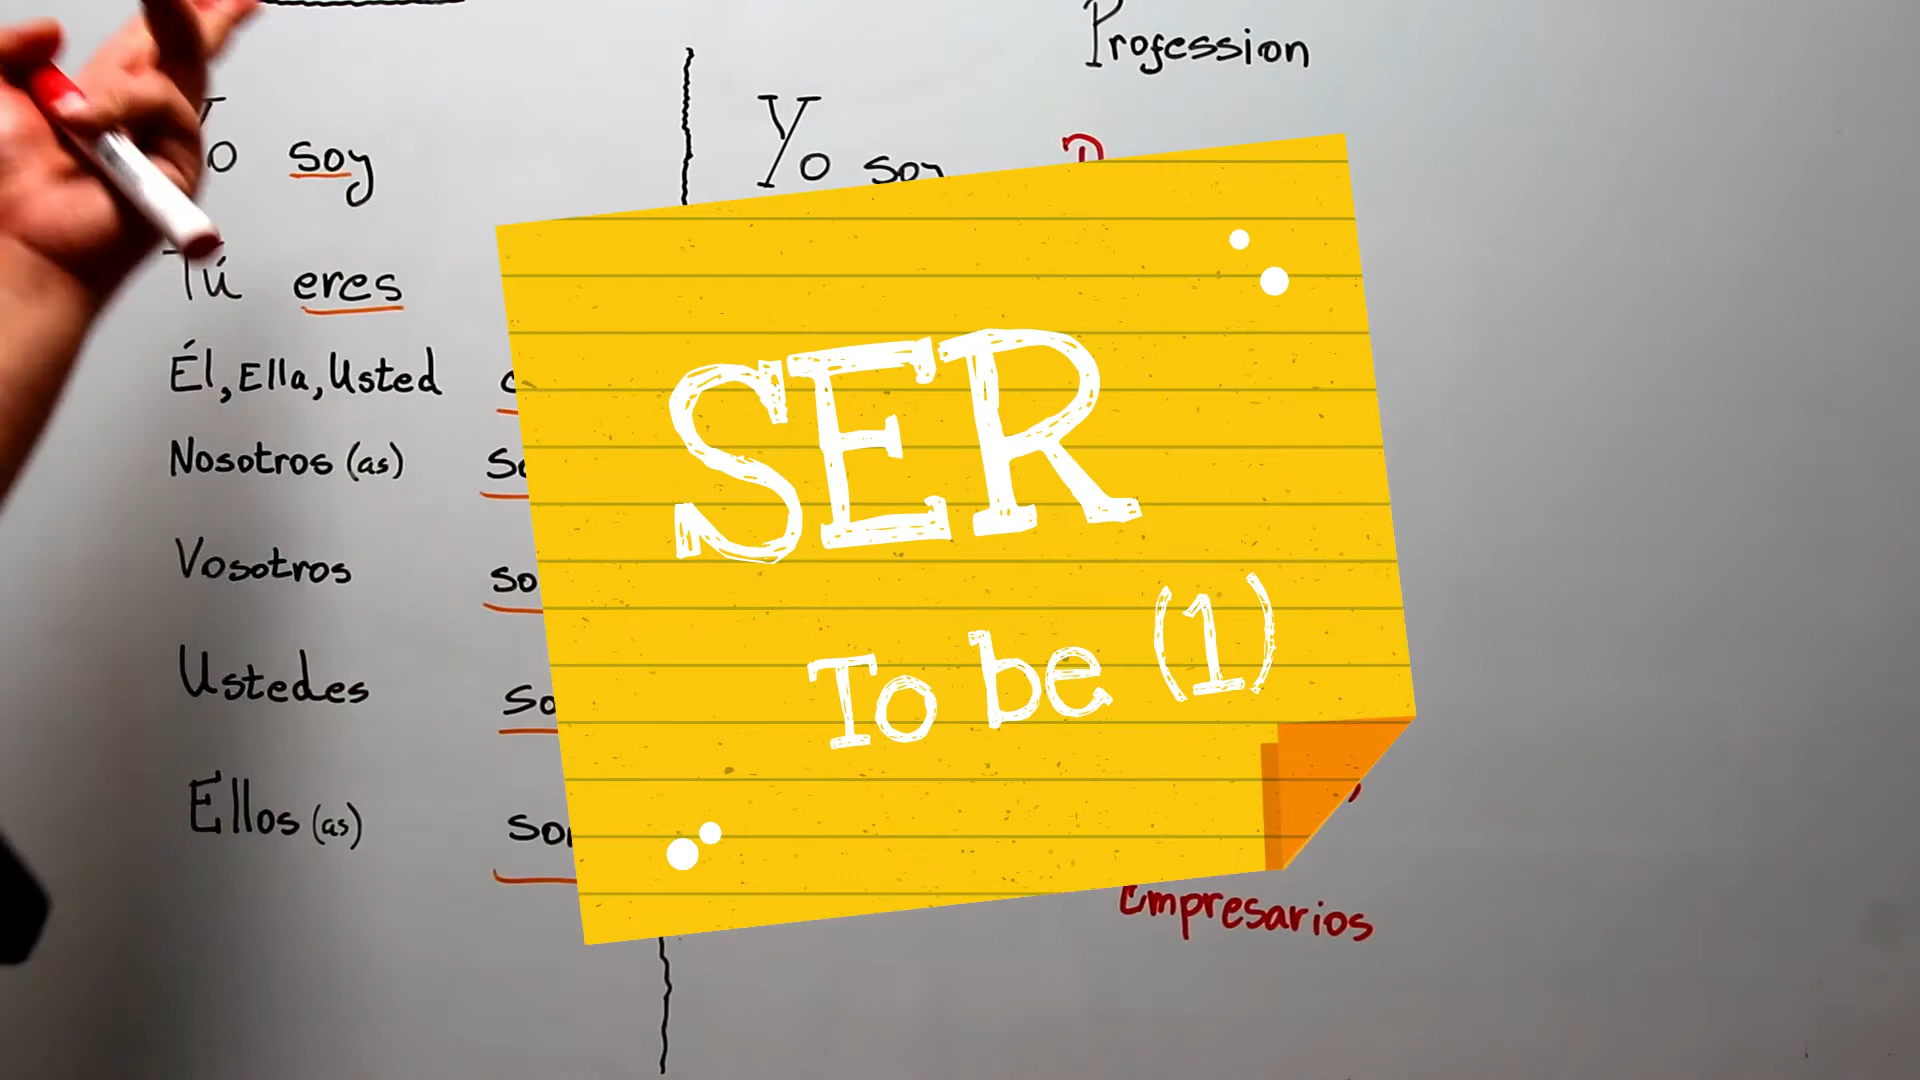 Profession
Yo soy
Yo soy
Tú eres
Él, Ella, Usted
Nosotros (as)
Vosotros
Ustedes
Ellos (as)
SER
To be (1)
Empresarios